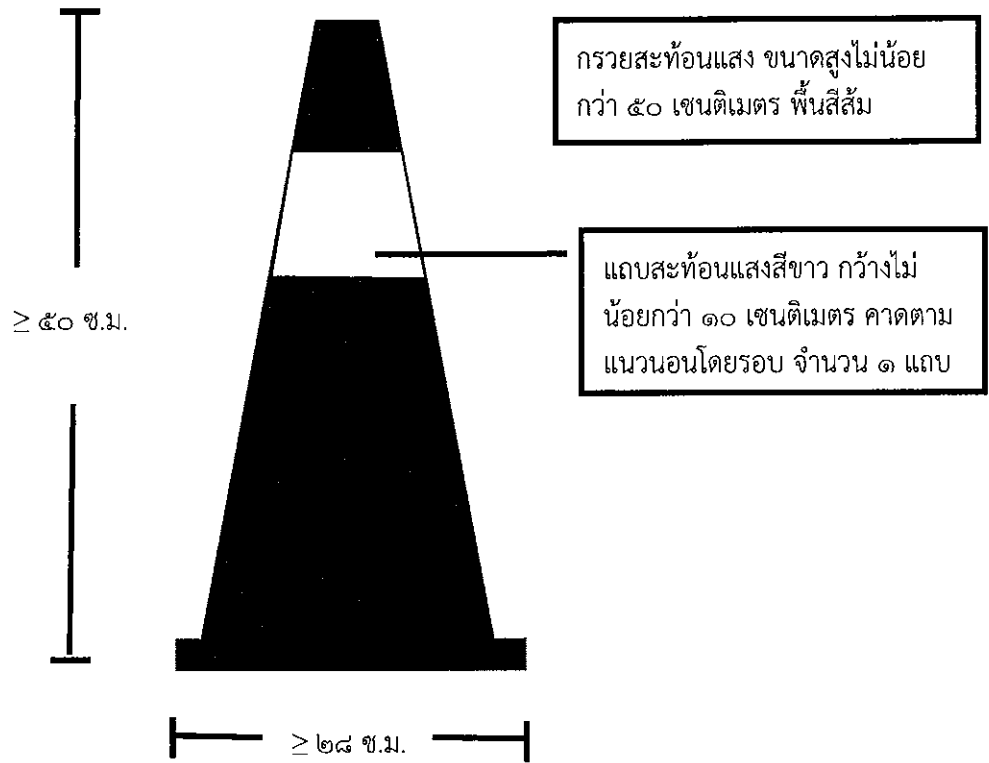 กรวยสะท้อนแสง ขนาดสูงไม่น้อย
กว่า ๕๐ เซนติเมตร พื้นสีส้ม
แถบสะท้อนแสงสีขาว กว้างไม่
น้อยกว่า ๑๐ เซนติเมตร คาดตาม
แนวนอนโดยรอบ จำนวน ๑ แถบ
≥ ๕๐ ซ.ม.
≥ ๒๘ ซ.ม.